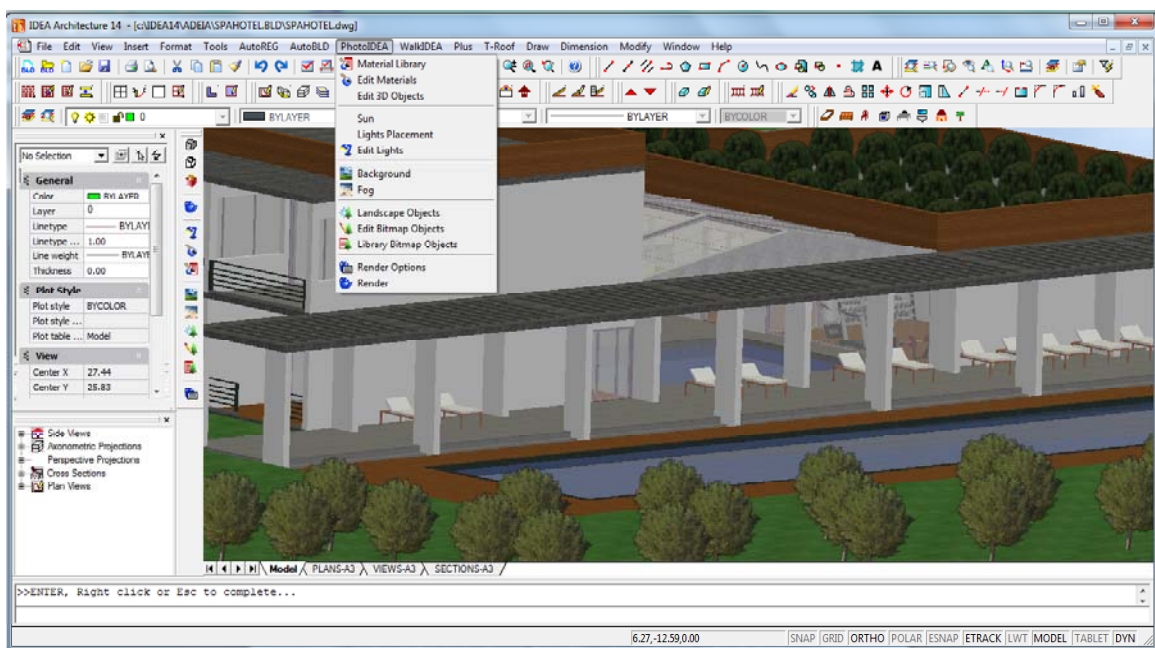 IDEA Architecture 14 - [c:\IDEA14\ADEIA\SPAHOTEL.BLD\SPAHOTEL.dwg]
File Edit View Insert Format Tools AutoREG AutoBLD PhotoIDEA WalkIDEA Plus T-Roof Draw Dimension Modify Window Help
Material Library
Edit Materials
Edit 3D Objects
Sun
Lights Placement
Edit Lights
Background
Fog
Landscape Objects
Edit Bitmap Objects
Library Bitmap Objects
Render Options
Render
BLD BLD
A
0 BYLAYER BYLAYER BYCOLOR
No Selection
General
Color BYLAYER
Layer 0
Linetype BYLAYE
Linetype ... 1.00
Line weight BYLAYE
Thickness 0.00
Plot Style
Plot style BYCOLOR
Plot style ...
Plot table ... Model
View
Center X 27.44
Center Y 25.83
Side Views
Axonometric Projections
Perspective Projections
Cross Sections
Plan Views
Model PLANS-A3 VIEWS-A3 SECTIONS-A3
>>ENTER, Right click or Esc to complete...
6.27,-12.59,0.00 SNAP GRID ORTHO POLAR ESNAP ETRACK LWT MODEL TABLET DYN